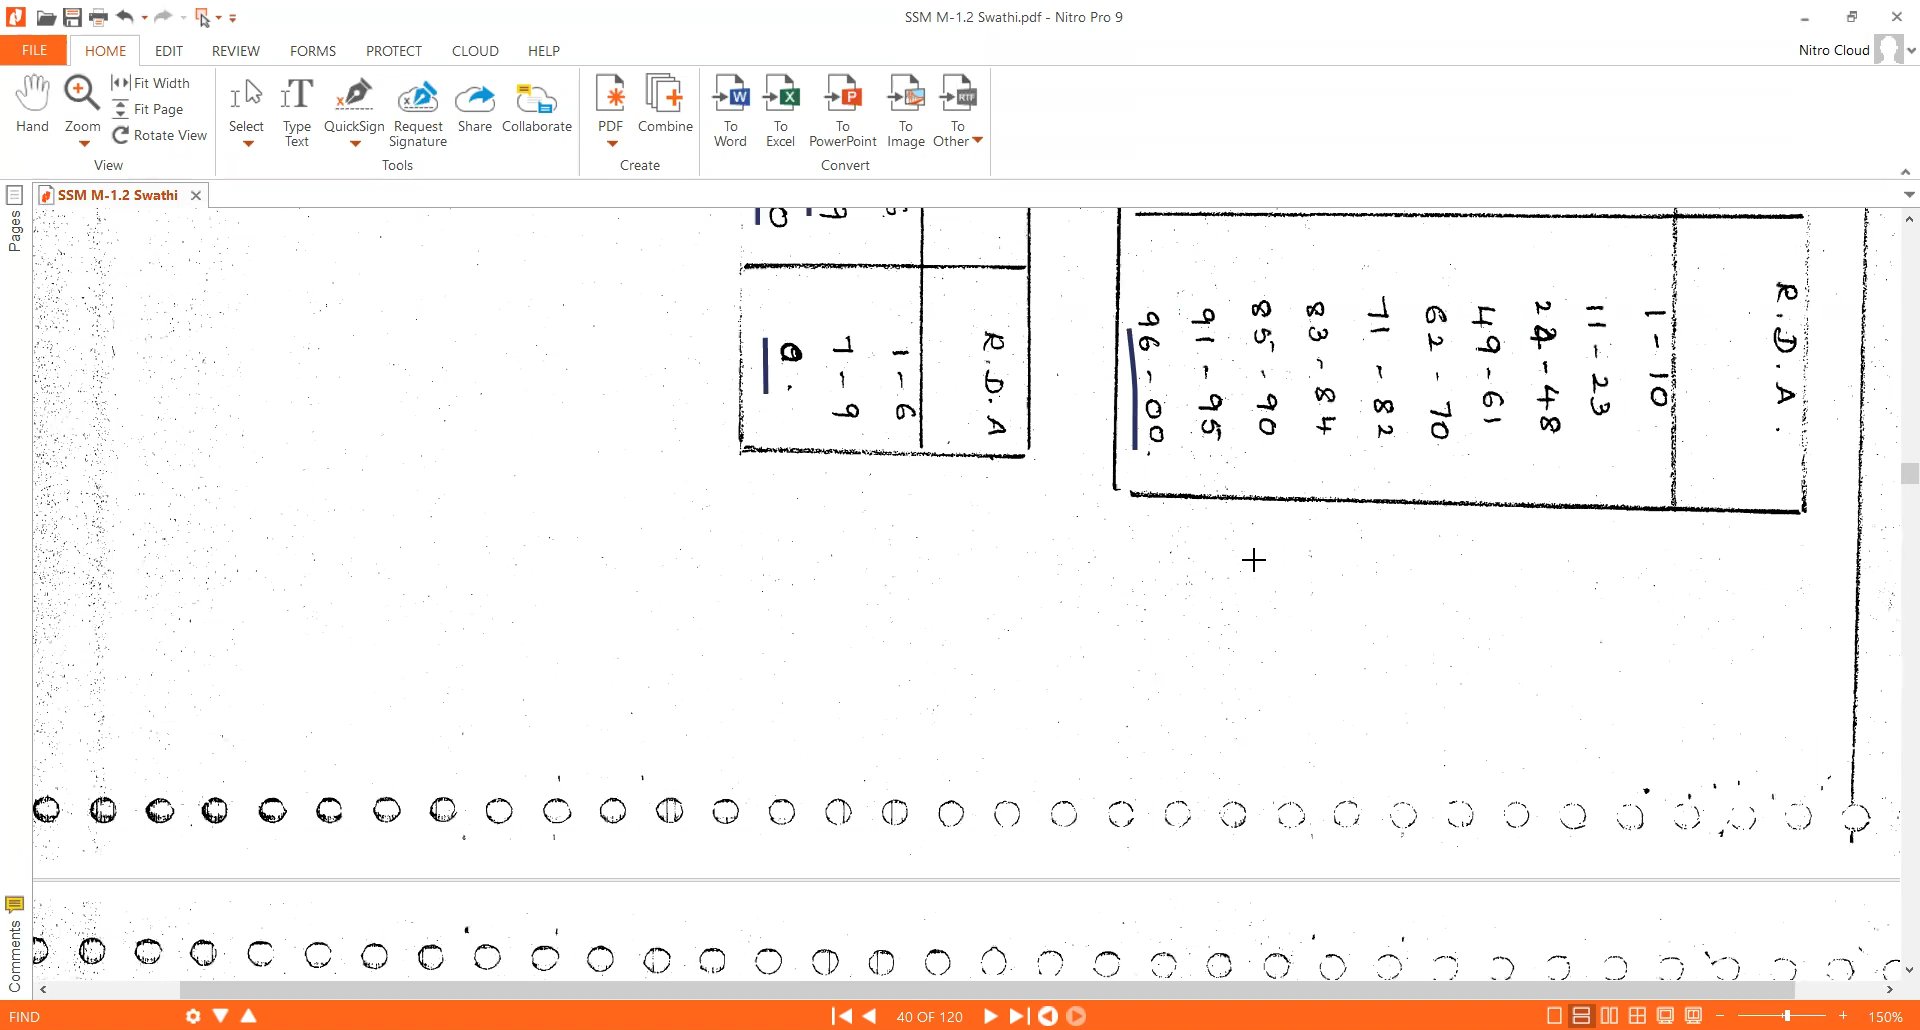 SSM M-1.2 Swathi.pdf - Nitro Pro 9
FILE HOME EDIT REVIEW FORMS PROTECT CLOUD HELP
Nitro Cloud
Hand
Zoom
Fit Width
Fit Page
Rotate View
View
Select
Type Text
QuickSign
Request Signature
Share
Collaborate
Tools
PDF
Combine
Create
To Word
To Excel
To PowerPoint
To Image
To Other
Convert
Pages
SSM M-1.2 Swathi
R.D.A.
1-10
11-23
49-61
62-70
71-82
83-84
85-90
91-95
96-00.
R.D.A
1-6
7-9
0.
Comments
FIND
40 OF 120
150%